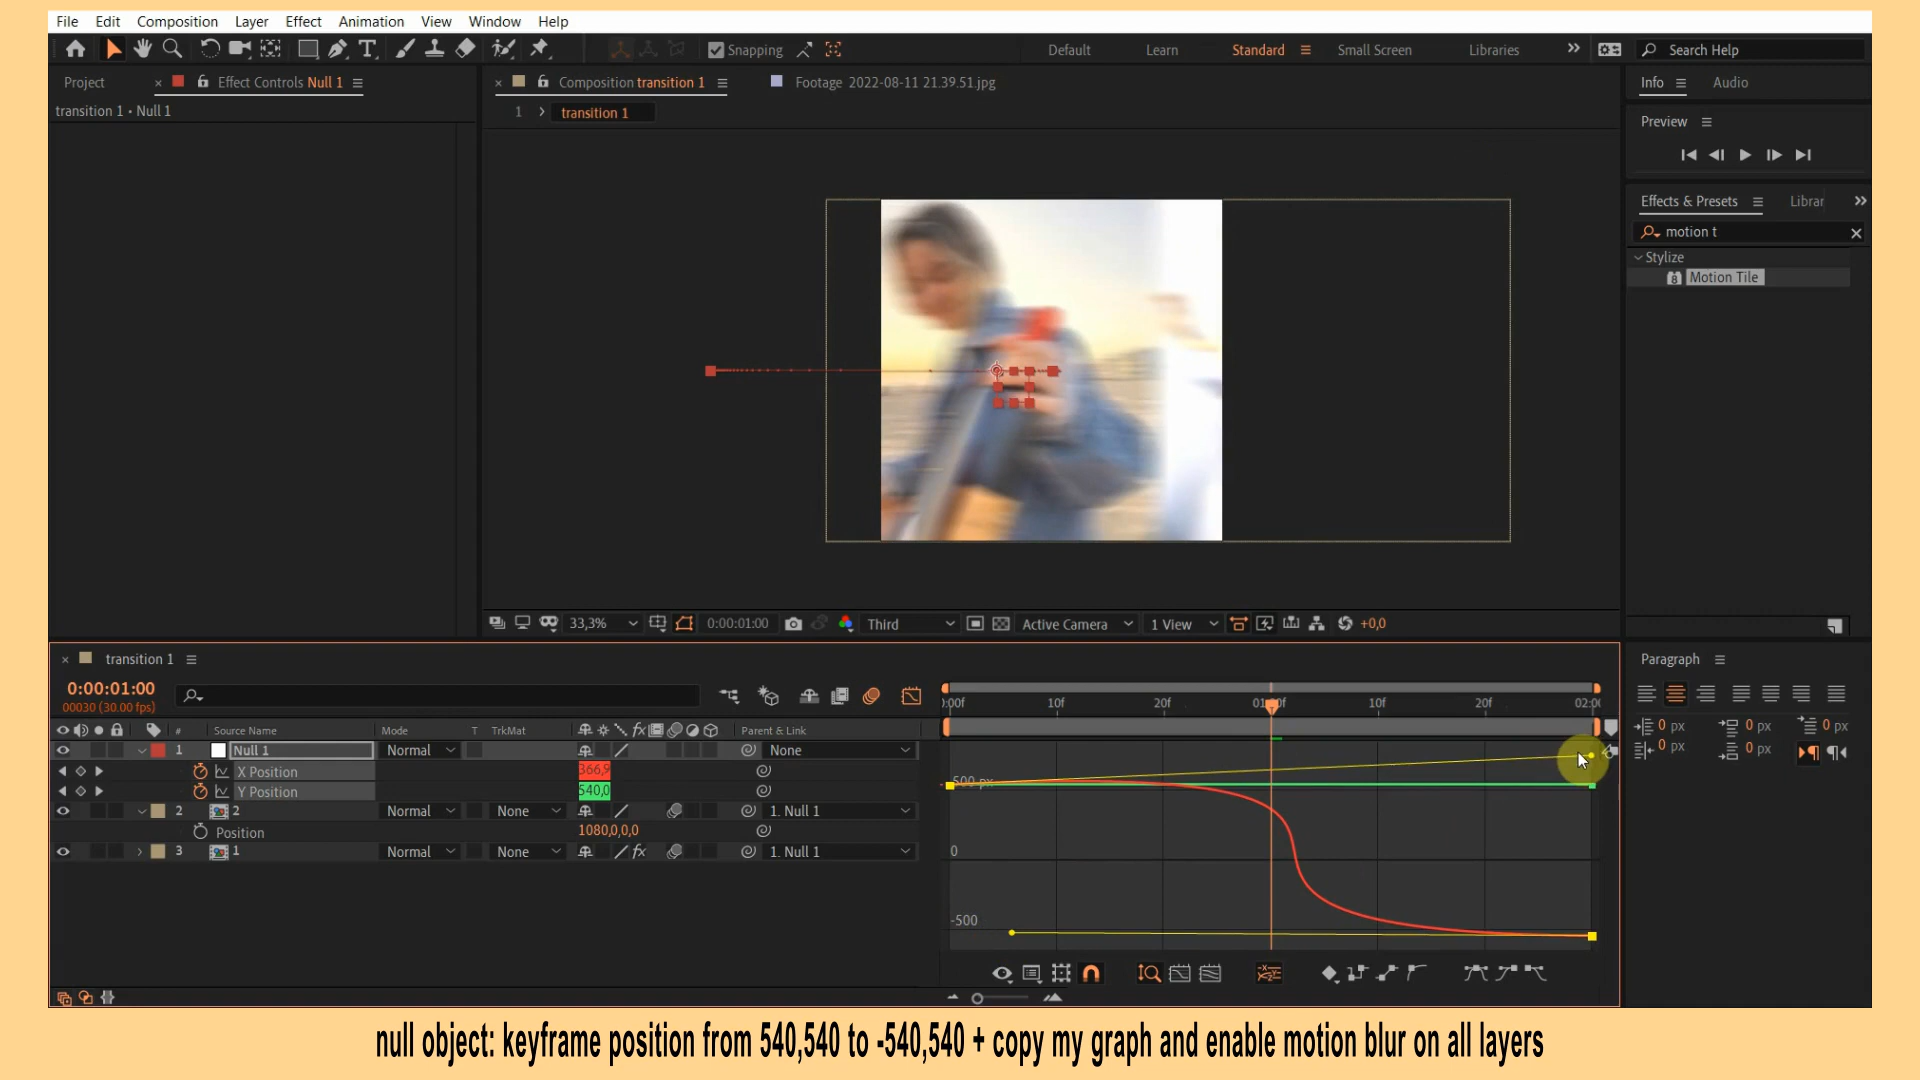 File Edit Composition Layer Effect Animation View Window Help
Snapping Default Learn Standard Small Screen Libraries Search Help
Project Effect Controls Null 1 Composition transition 1 Footage 2022-08-11 21.39.51.jpg Info Audio
transition 1 • Null 1
1 transition 1
Preview
Effects & Presets Librar
motion t
Stylize
Motion Tile
33,3% 0:00:01:00 Third Active Camera 1 View +0,0
transition 1 Paragraph
0:00:01:00
00030 (30.00 fps)
:00f 10f 20f 10f 20f 02:0
0 px 0 px 0 px
0 px 0 px
# Source Name Mode T TrkMat Parent & Link
1 Null 1 Normal None
X Position 366,9
Y Position 540,0
2 2 Normal None 1. Null 1
Position 1080,0,0,0
3 1 Normal None 1. Null 1
500 px
0
-500
null object: keyframe position from 540,540 to -540,540 + copy my graph and enable motion blur on all layers